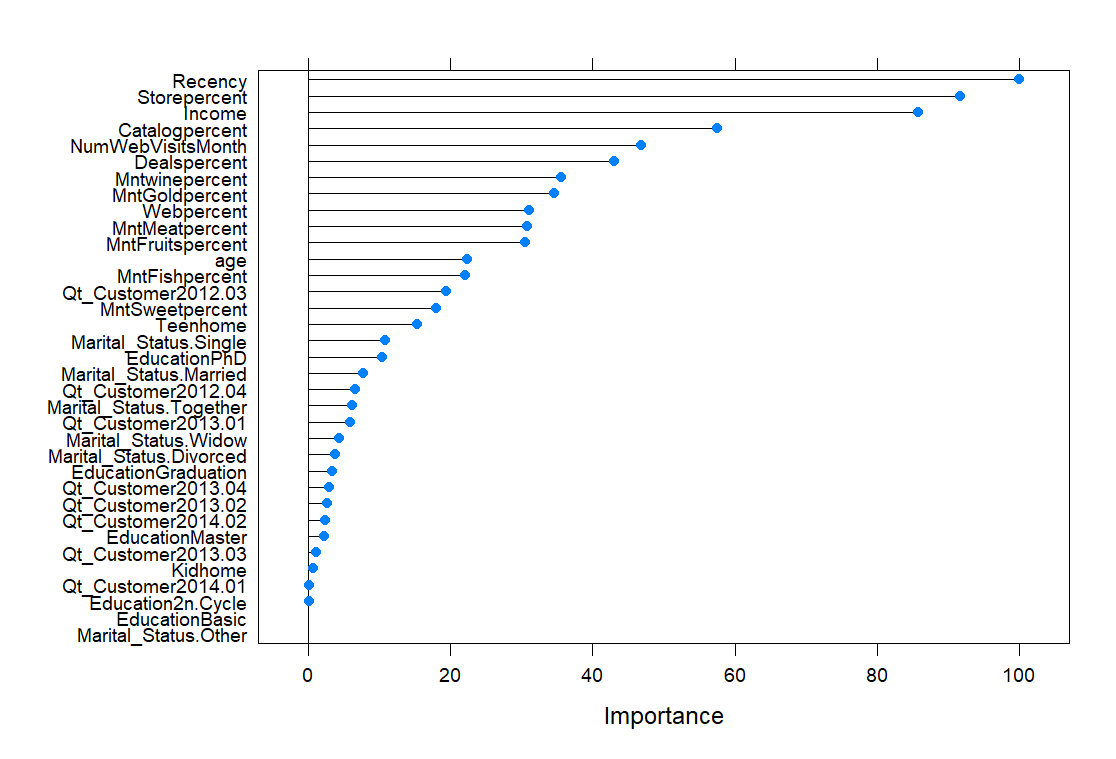 Recency
Storepercent
Income
Catalogpercent
NumWebVisitsMonth
Dealspercent
Mntwinepercent
MntGoldpercent
Webpercent
MntMeatpercent
MntFruitspercent
age
MntFishpercent
Qt_Customer2012.03
MntSweetpercent
Teenhome
Marital_Status.Single
EducationPhD
Marital_Status.Married
Qt_Customer2012.04
Marital_Status.Together
Qt_Customer2013.01
Marital_Status.Widow
Marital_Status.Divorced
EducationGraduation
Qt_Customer2013.04
Qt_Customer2013.02
Qt_Customer2014.02
EducationMaster
Qt_Customer2013.03
Kidhome
Qt_Customer2014.01
Education2n.Cycle
EducationBasic
Marital_Status.Other
0 20 40 60 80 100
Importance